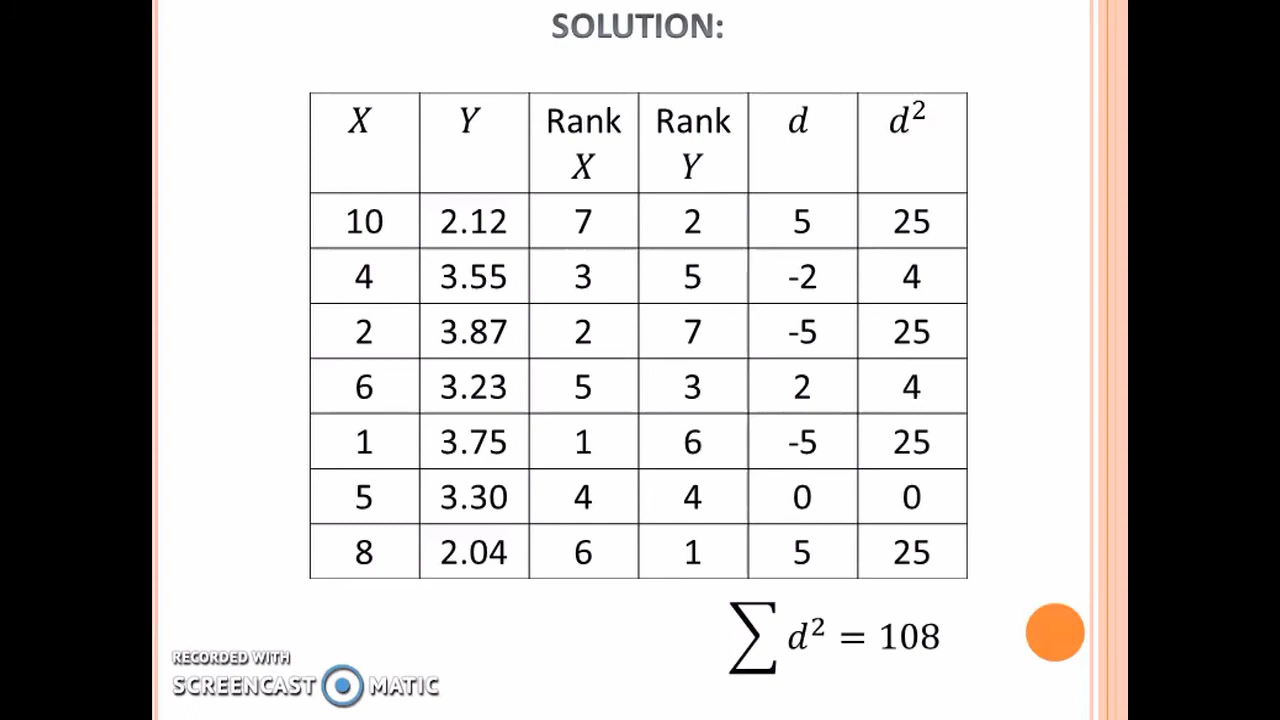 SOLUTION:
X Y Rank X Rank Y d d²
10 2.12 7 2 5 25
4 3.55 3 5 -2 4
2 3.87 2 7 -5 25
6 3.23 5 3 2 4
1 3.75 1 6 -5 25
5 3.30 4 4 0 0
8 2.04 6 1 5 25
∑ d² = 108
RECORDED WITH
SCREENCAST MATIC